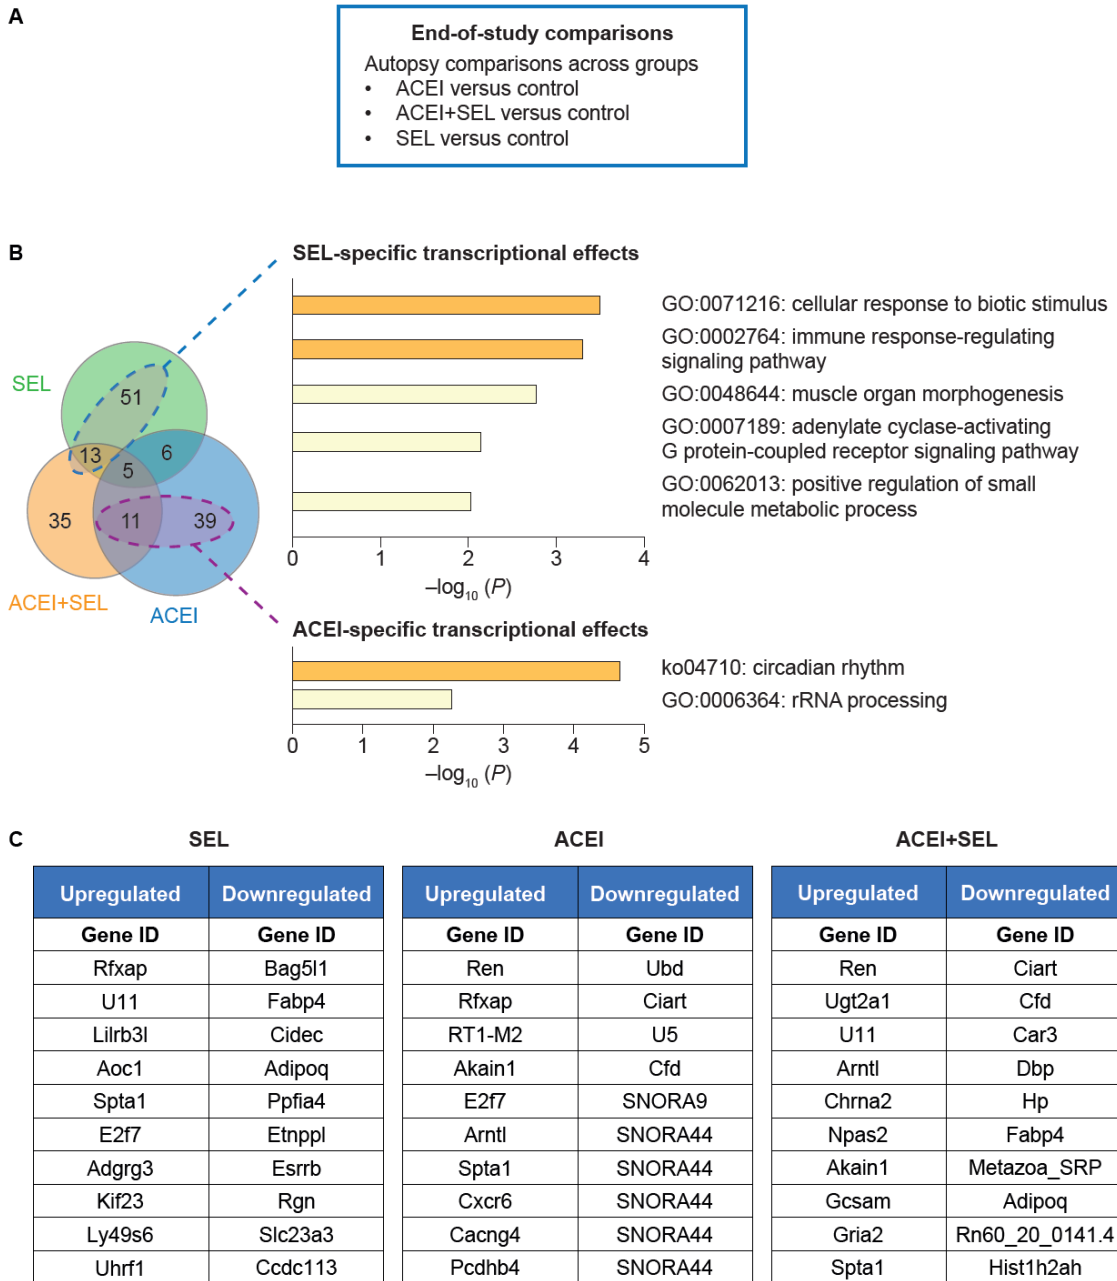 A
End-of-study comparisons
Autopsy comparisons across groups
• ACEI versus control
• ACEI+SEL versus control
• SEL versus control
B
SEL-specific transcriptional effects
SEL
51
13
5
6
35
11
39
ACEI+SEL
ACEI
GO:0071216: cellular response to biotic stimulus
GO:0002764: immune response-regulating
signaling pathway
GO:0048644: muscle organ morphogenesis
GO:0007189: adenylate cyclase-activating
G protein-coupled receptor signaling pathway
GO:0062013: positive regulation of small
molecule metabolic process
0 1 2 3 4
–log10 (P)
ACEI-specific transcriptional effects
ko04710: circadian rhythm
GO:0006364: rRNA processing
0 1 2 3 4 5
–log10 (P)
C
SEL ACEI ACEI+SEL
Upregulated Downregulated Upregulated Downregulated Upregulated Downregulated
Gene ID Gene ID Gene ID Gene ID Gene ID Gene ID
Rfxap Bag5l1 Ren Ubd Ren Ciart
U11 Fabp4 Rfxap Ciart Ugt2a1 Cfd
Lilrb3l Cidec RT1-M2 U5 U11 Car3
Aoc1 Adipoq Akain1 Cfd Arntl Dbp
Spta1 Ppfia4 E2f7 SNORA9 Chrna2 Hp
E2f7 Etnppl Arntl SNORA44 Npas2 Fabp4
Adgrg3 Esrrb Spta1 SNORA44 Akain1 Metazoa_SRP
Kif23 Rgn Cxcr6 SNORA44 Gcsam Adipoq
Ly49s6 Slc23a3 Cacng4 SNORA44 Gria2 Rn60_20_0141.4
Uhrf1 Ccdc113 Pcdhb4 SNORA44 Spta1 Hist1h2ah